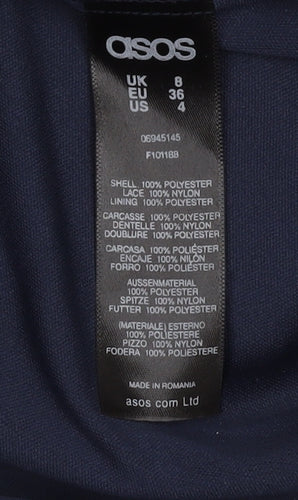 asos
UK 8
EU 36
US 4
06945145
F1011BB
SHELL 100% POLYESTER
LACE 100% NYLON
LINING 100% POLYESTER
CARCASSE 100% POLYESTER
DENTELLE 100% NYLON
DOUBLURE 100% POLYESTER
CARCASA 100% POLIÉSTER
ENCAJE 100% NILÓN
FORRO 100% POLIÉSTER
AUSSENMATERIAL
100% POLYESTER
SPITZE 100% NYLON
FUTTER 100% POLYESTER
(MATERIALE) ESTERNO
100% POLIESTERE
PIZZO 100% NYLON
FODERA 100% POLIESTERE
MADE IN ROMANIA
asos com Ltd